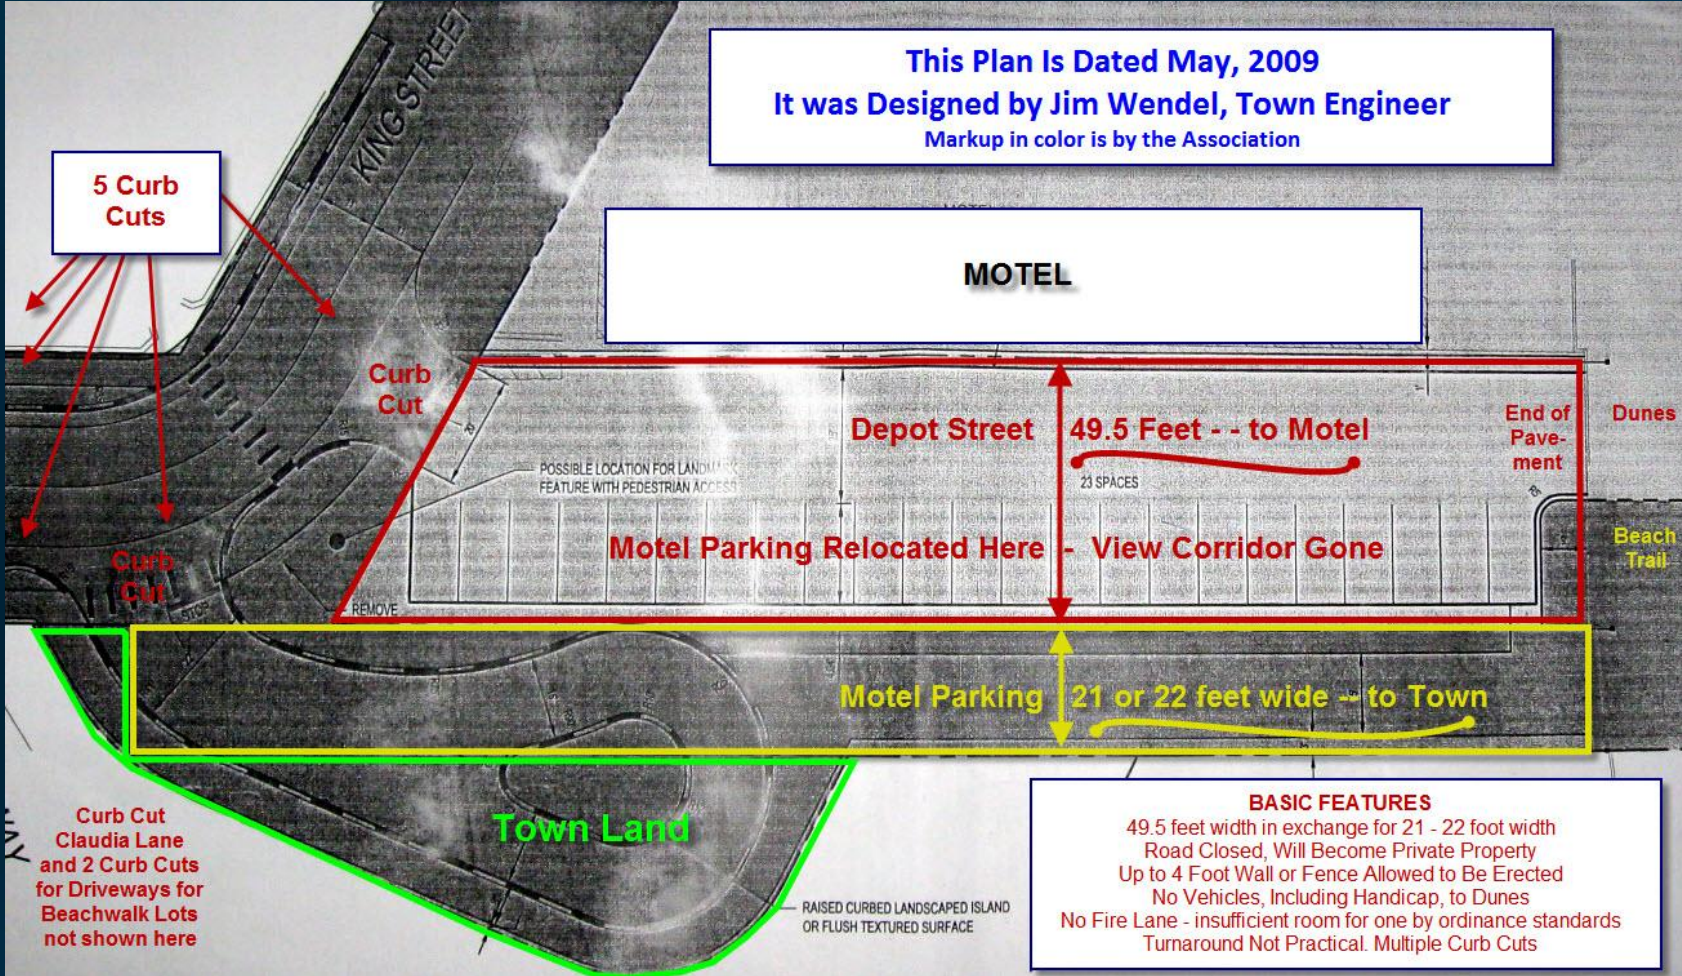 This Plan Is Dated May, 2009
It was Designed by Jim Wendel, Town Engineer
Markup in color is by the Association
KING STREET
5 Curb
Cuts
MOTEL
Curb
Cut
Depot Street
49.5 Feet - - to Motel
End of
Pave-
ment
Dunes
POSSIBLE LOCATION FOR LANDMARK
FEATURE WITH PEDESTRIAN ACCESS
23 SPACES
Motel Parking Relocated Here - View Corridor Gone
Beach
Trail
Curb
Cut
STOP
REMOVE
Motel Parking
21 or 22 feet wide -- to Town
Town Land
Curb Cut
Claudia Lane
and 2 Curb Cuts
for Driveways for
Beachwalk Lots
not shown here
RAISED CURBED LANDSCAPED ISLAND
OR FLUSH TEXTURED SURFACE
BASIC FEATURES
49.5 feet width in exchange for 21 - 22 foot width
Road Closed, Will Become Private Property
Up to 4 Foot Wall or Fence Allowed to Be Erected
No Vehicles, Including Handicap, to Dunes
No Fire Lane - insufficient room for one by ordinance standards
Turnaround Not Practical. Multiple Curb Cuts